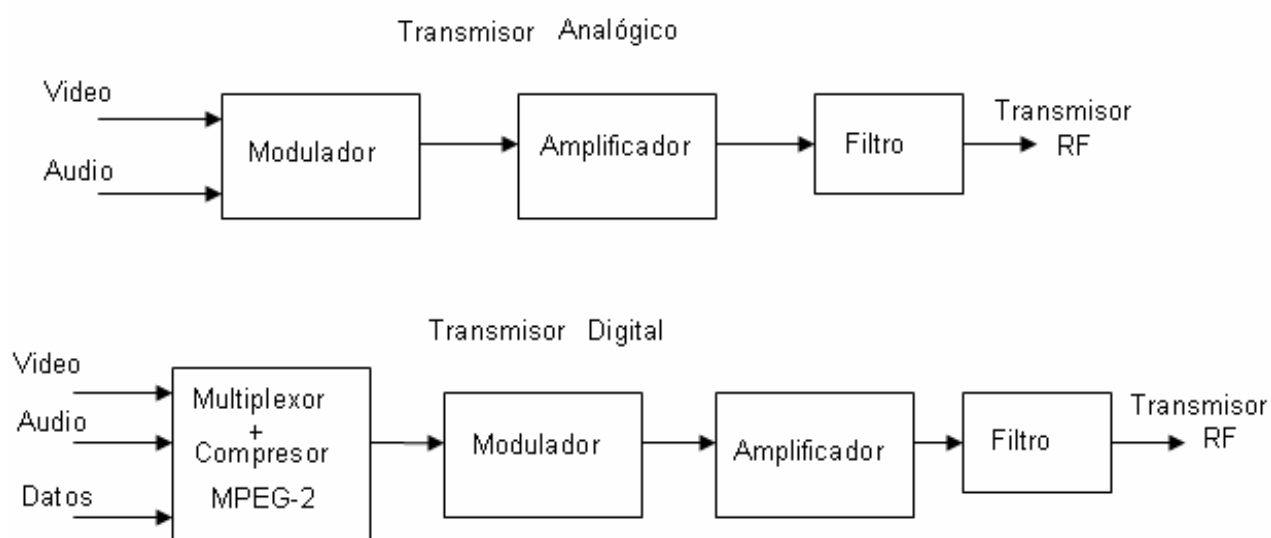 Transmisor Analógico
Video
Audio
Modulador
Amplificador
Filtro
Transmisor
RF
Transmisor Digital
Video
Audio
Datos
Multiplexor
+
Compresor
MPEG-2
Modulador
Amplificador
Filtro
Transmisor
RF